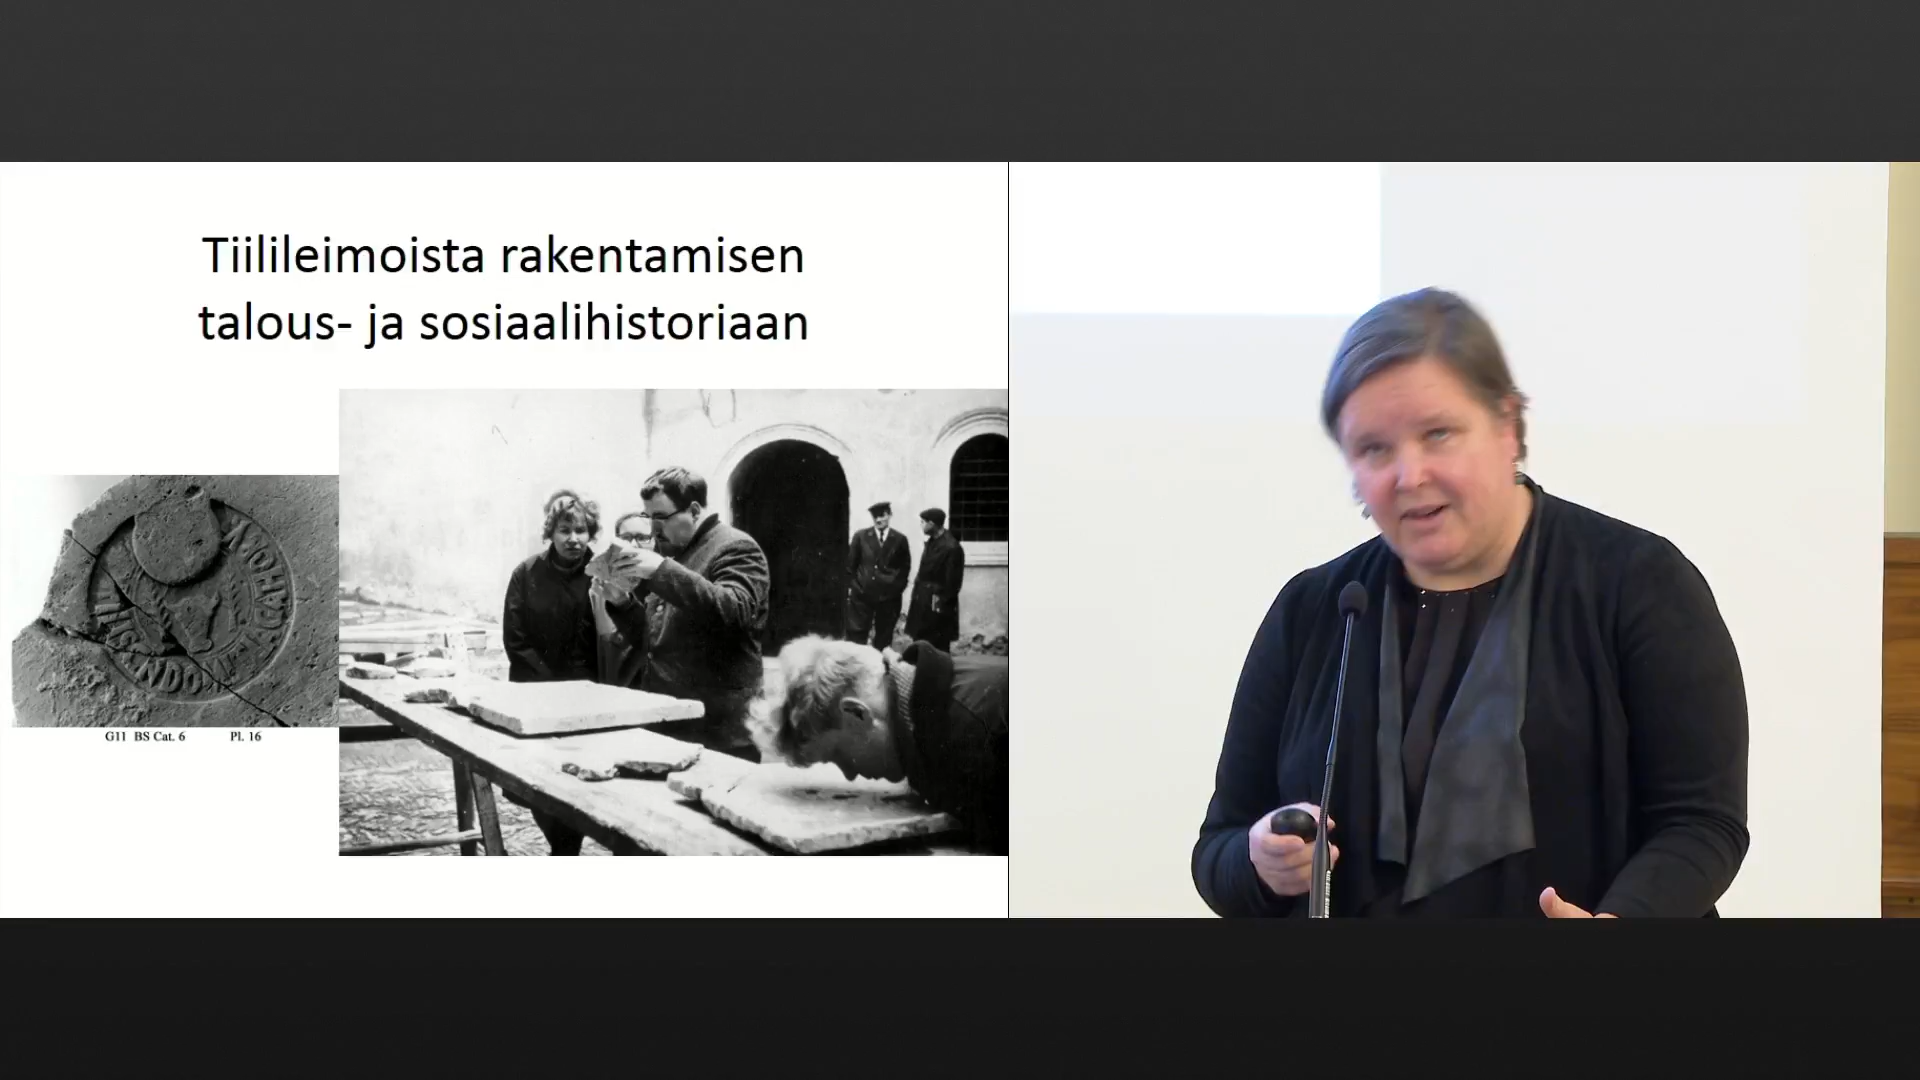 Tiilileimoista rakentamisen
talous- ja sosiaalihistoriaan
G11 BS Cat. 6 Pl. 16